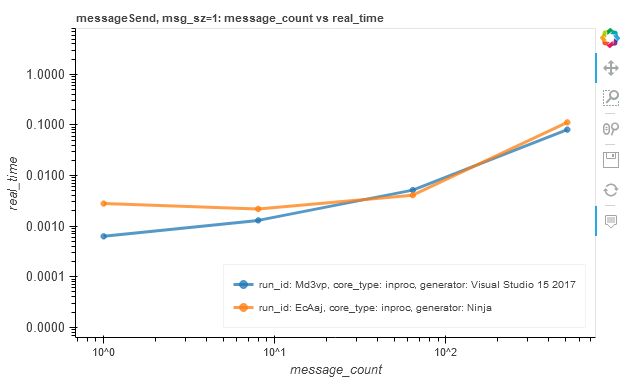 messageSend, msg_sz=1: message_count vs real_time
1.0000
0.1000
0.0100
0.0010
0.0001
0.0000
real_time
run_id: Md3vp, core_type: inproc, generator: Visual Studio 15 2017
run_id: EcAaj, core_type: inproc, generator: Ninja
10^0
10^1
10^2
message_count